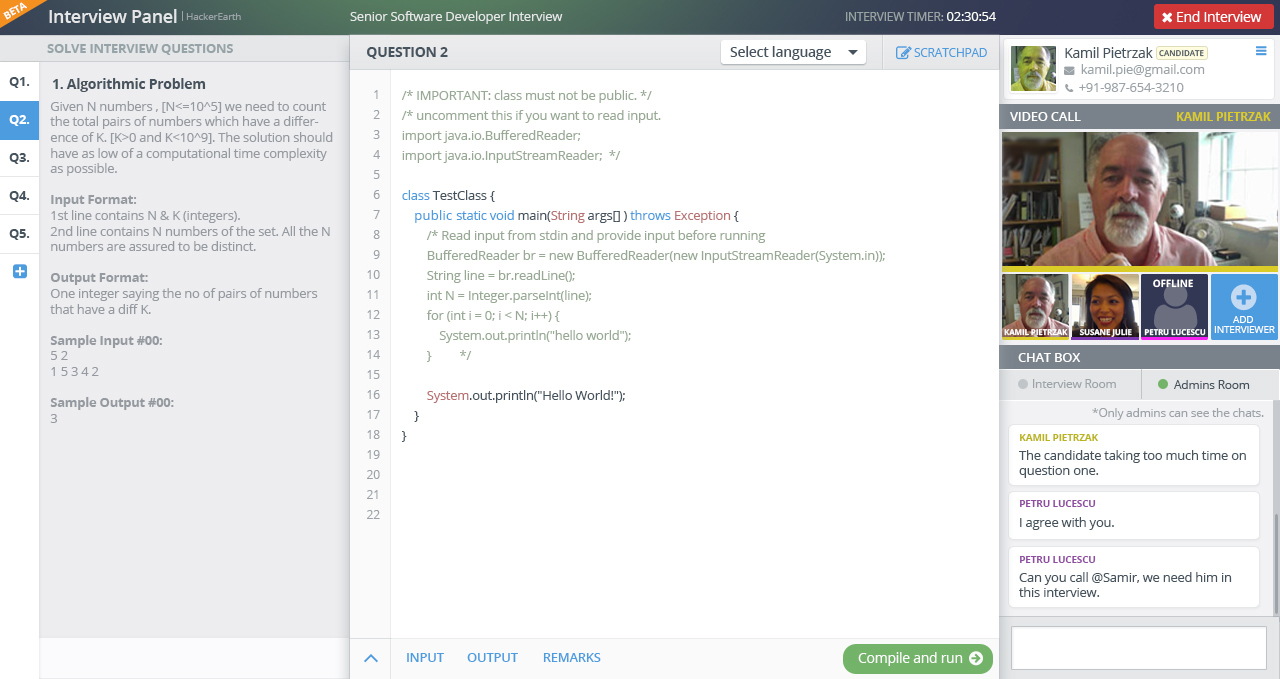 BETA
Interview Panel | HackerEarth
Senior Software Developer Interview
INTERVIEW TIMER: 02:30:54
End Interview
SOLVE INTERVIEW QUESTIONS
Q1.
Q2.
Q3.
Q4.
Q5.
1. Algorithmic Problem
Given N numbers , [N<=10^5] we need to count
the total pairs of numbers which have a differ-
ence of K. [K>0 and K<10^9]. The solution should
have as low of a computational time complexity
as possible.
Input Format:
1st line contains N & K (integers).
2nd line contains N numbers of the set. All the N
numbers are assured to be distinct.
Output Format:
One integer saying the no of pairs of numbers
that have a diff K.
Sample Input #00:
5 2
1 5 3 4 2
Sample Output #00:
3
QUESTION 2
Select language
SCRATCHPAD
1 /* IMPORTANT: class must not be public. */
2 /* uncomment this if you want to read input.
3 import java.io.BufferedReader;
4 import java.io.InputStreamReader;  */
5
6 class TestClass {
7 public static void main(String args[] ) throws Exception {
8 /* Read input from stdin and provide input before running
9 BufferedReader br = new BufferedReader(new InputStreamReader(System.in));
10 String line = br.readLine();
11 int N = Integer.parseInt(line);
12 for (int i = 0; i < N; i++) {
13 System.out.println("hello world");
14 } */
15
16 System.out.println("Hello World!");
17 }
18 }
19
20
21
22
INPUT
OUTPUT
REMARKS
Compile and run
Kamil Pietrzak CANDIDATE
kamil.pie@gmail.com
+91-987-654-3210
VIDEO CALL
KAMIL PIETRZAK
KAMIL PIETRZAK
SUSANE JULIE
OFFLINE
PETRU LUCESCU
ADD
INTERVIEWER
CHAT BOX
Interview Room
Admins Room
*Only admins can see the chats.
KAMIL PIETRZAK
The candidate taking too much time on
question one.
PETRU LUCESCU
I agree with you.
PETRU LUCESCU
Can you call @Samir, we need him in
this interview.